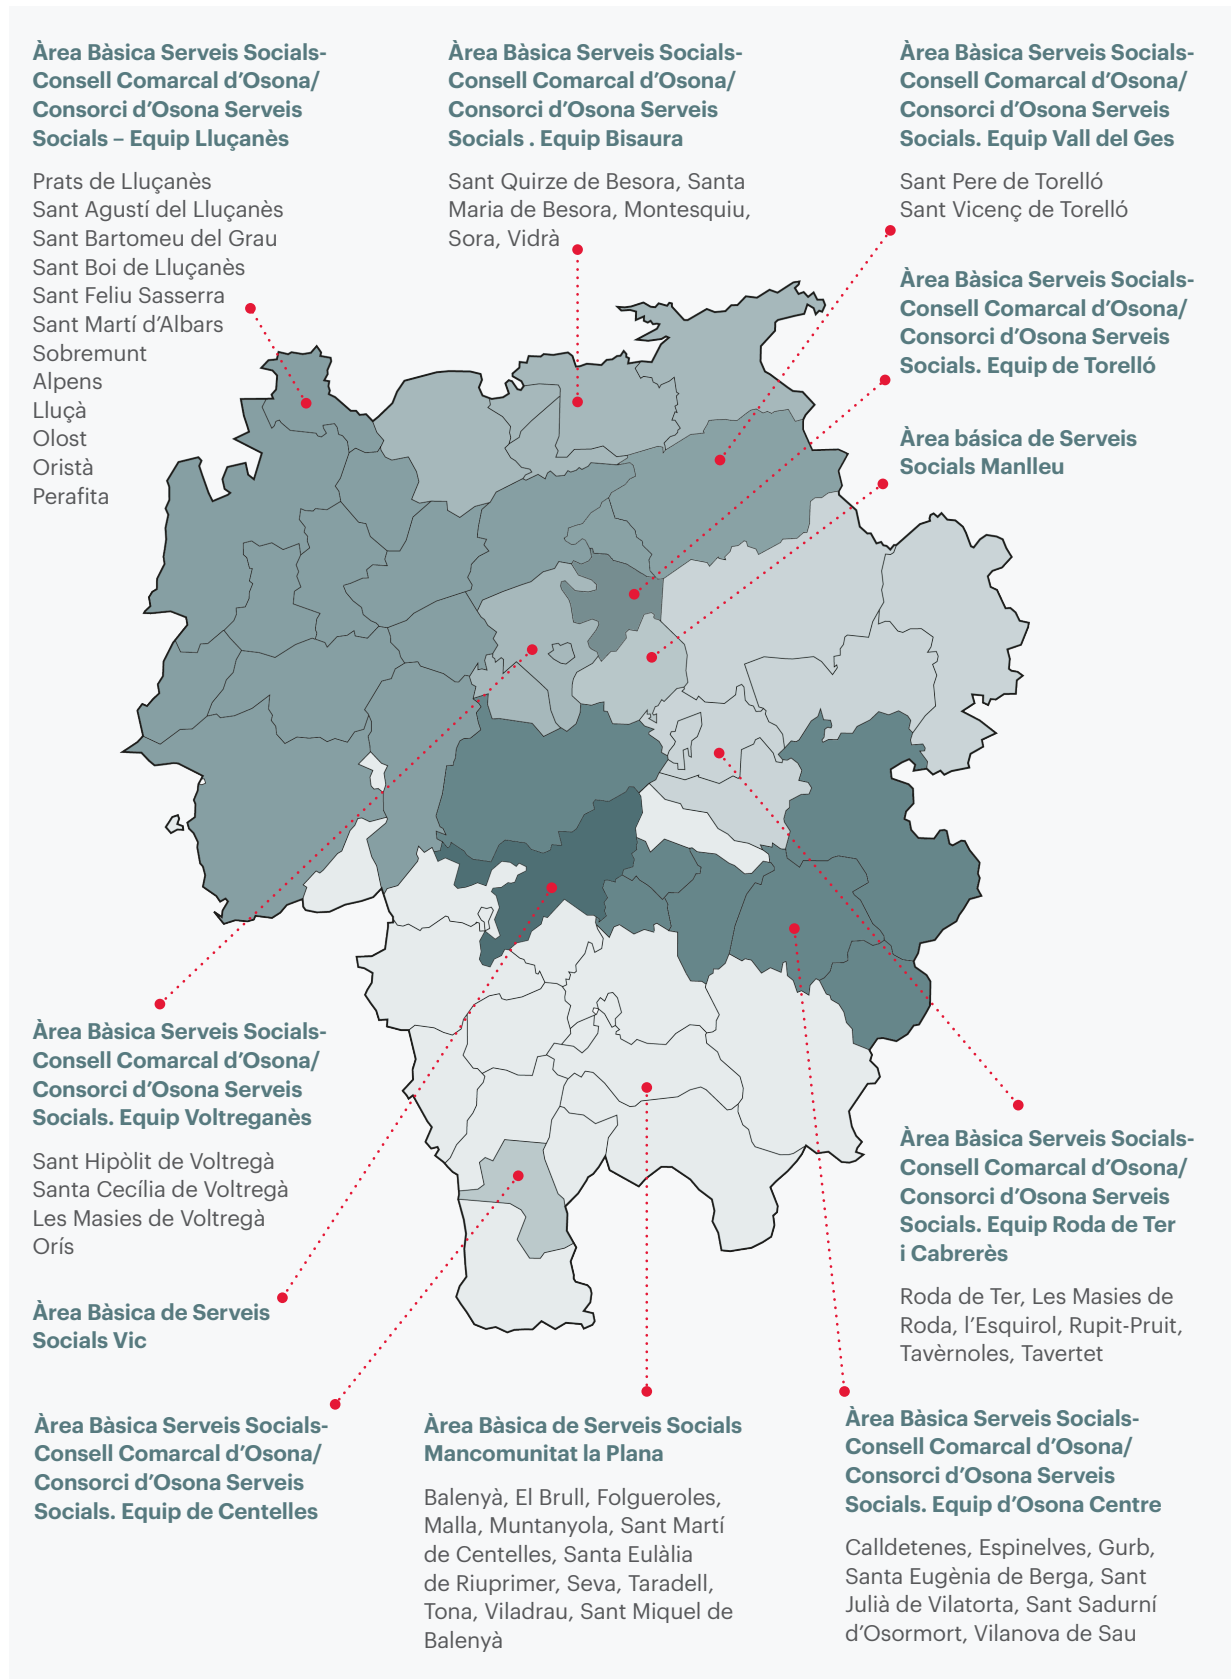 Àrea Bàsica Serveis Socials-
Consell Comarcal d'Osona/
Consorci d'Osona Serveis
Socials – Equip Lluçanès
Prats de Lluçanès
Sant Agustí del Lluçanès
Sant Bartomeu del Grau
Sant Boi de Lluçanès
Sant Feliu Sasserra
Sant Martí d'Albars
Sobremunt
Alpens
Lluçà
Olost
Oristà
Perafita
Àrea Bàsica Serveis Socials-
Consell Comarcal d'Osona/
Consorci d'Osona Serveis
Socials . Equip Bisaura
Sant Quirze de Besora, Santa
Maria de Besora, Montesquiu,
Sora, Vidrà
Àrea Bàsica Serveis Socials-
Consell Comarcal d'Osona/
Consorci d'Osona Serveis
Socials. Equip Vall del Ges
Sant Pere de Torelló
Sant Vicenç de Torelló
Àrea Bàsica Serveis Socials-
Consell Comarcal d'Osona/
Consorci d'Osona Serveis
Socials. Equip de Torelló
Àrea básica de Serveis
Socials Manlleu
Àrea Bàsica Serveis Socials-
Consell Comarcal d'Osona/
Consorci d'Osona Serveis
Socials. Equip Voltreganès
Sant Hipòlit de Voltregà
Santa Cecília de Voltregà
Les Masies de Voltregà
Orís
Àrea Bàsica de Serveis
Socials Vic
Àrea Bàsica Serveis Socials-
Consell Comarcal d'Osona/
Consorci d'Osona Serveis
Socials. Equip Roda de Ter
i Cabrerès
Roda de Ter, Les Masies de
Roda, l'Esquirol, Rupit-Pruit,
Tavèrnoles, Tavertet
Àrea Bàsica Serveis Socials-
Consell Comarcal d'Osona/
Consorci d'Osona Serveis
Socials. Equip de Centelles
Àrea Bàsica de Serveis Socials
Mancomunitat la Plana
Balenyà, El Brull, Folgueroles,
Malla, Muntanyola, Sant Martí
de Centelles, Santa Eulàlia
de Riuprimer, Seva, Taradell,
Tona, Viladrau, Sant Miquel de
Balenyà
Àrea Bàsica Serveis Socials-
Consell Comarcal d'Osona/
Consorci d'Osona Serveis
Socials. Equip d'Osona Centre
Calldetenes, Espinelves, Gurb,
Santa Eugènia de Berga, Sant
Julià de Vilatorta, Sant Sadurní
d'Osormort, Vilanova de Sau